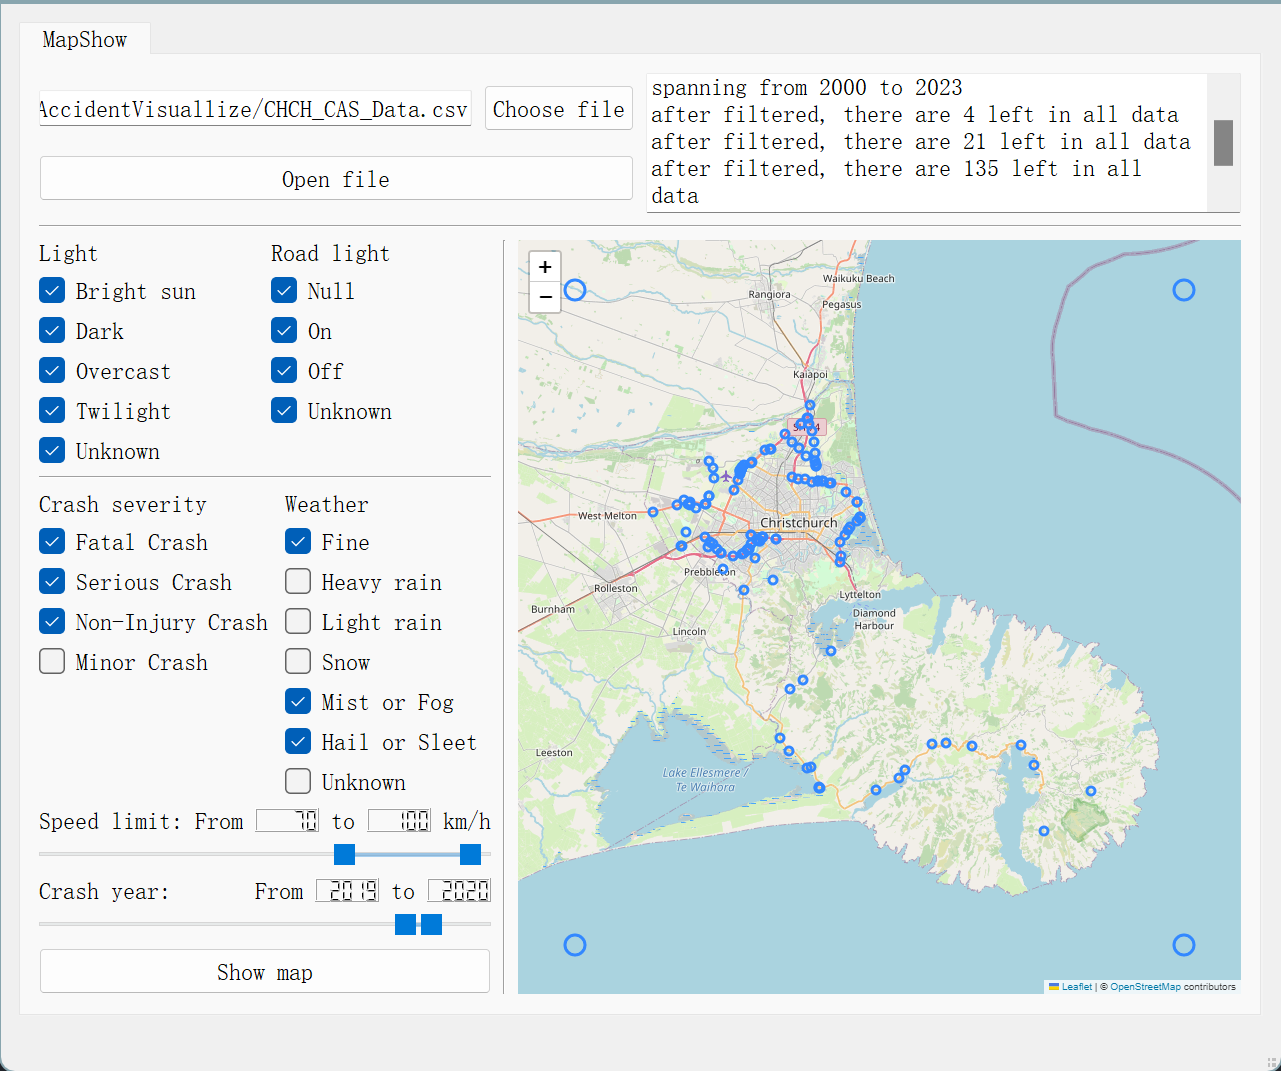 MapShow
AccidentVisuallize/CHCH_CAS_Data.csv
Choose file
Open file
spanning from 2000 to 2023
after filtered, there are 4 left in all data
after filtered, there are 21 left in all data
after filtered, there are 135 left in all
data
Light
Bright sun
Dark
Overcast
Twilight
Unknown
Road light
Null
On
Off
Unknown
Crash severity
Fatal Crash
Serious Crash
Non-Injury Crash
Minor Crash
Weather
Fine
Heavy rain
Light rain
Snow
Mist or Fog
Hail or Sleet
Unknown
Speed limit: From 70 to 100 km/h
Crash year: From 2019 to 2020
Show map
+
−
Waikuku Beach
Rangiora
Pegasus
Kaiapoi
West Melton
Christchurch
Prebbleton
Rolleston
Burnham
Lyttelton
Diamond
Harbour
Lincoln
Leeston
Lake Ellesmere /
Te Waihora
Leaflet | © OpenStreetMap contributors